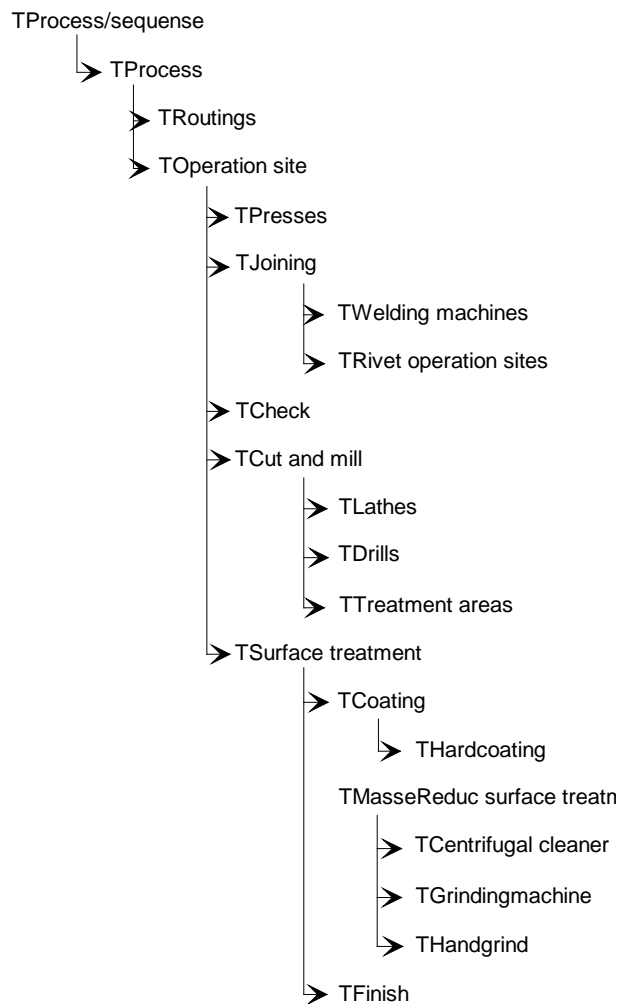 TProcess/sequense
TProcess
TRoutings
TOperation site
TPresses
TJoining
TWelding machines
TRivet operation sites
TCheck
TCut and mill
TLathes
TDrills
TTreatment areas
TSurface treatment
TCoating
THardcoating
TMasseReduc surface treatn
TCentrifugal cleaner
TGrindingmachine
THandgrind
TFinish